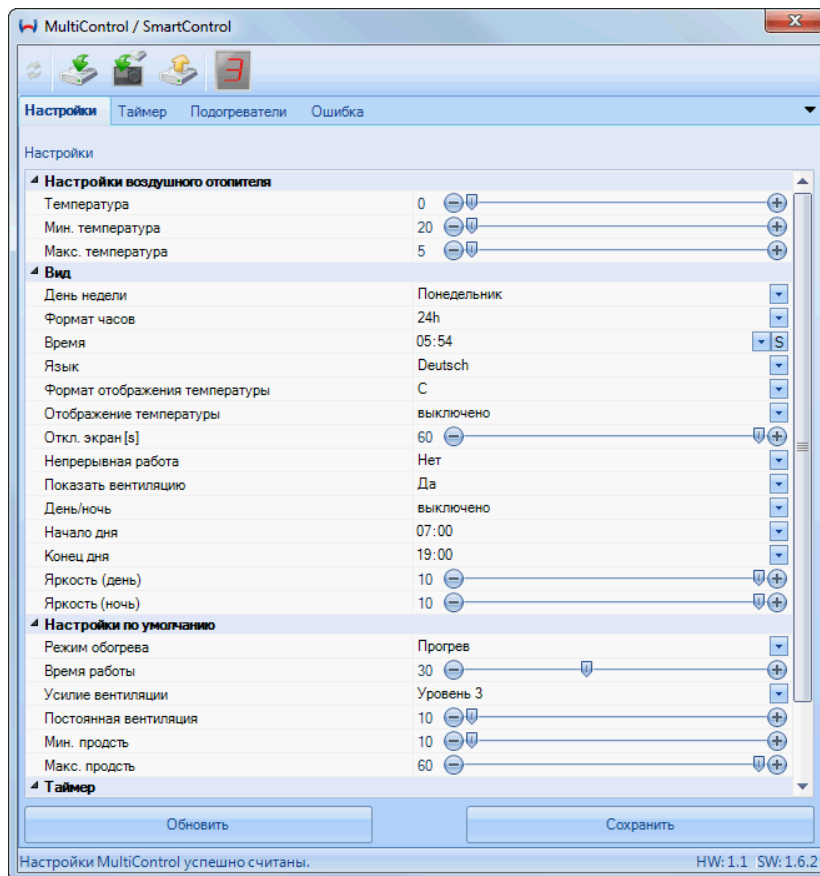 MultiControl / SmartControl
3
Настройки Таймер Подогреватели Ошибка
Настройки
Настройки воздушного отопителя
Температура 0
Мин. температура 20
Макс. температура 5
Вид
День недели Понедельник
Формат часов 24h
Время 05:54 S
Язык Deutsch
Формат отображения температуры C
Отображение температуры выключено
Откл. экран [s] 60
Непрерывная работа Нет
Показать вентиляцию Да
День/ночь выключено
Начало дня 07:00
Конец дня 19:00
Яркость (день) 10
Яркость (ночь) 10
Настройки по умолчанию
Режим обогрева Прогрев
Время работы 30
Усилие вентиляции Уровень 3
Постоянная вентиляция 10
Мин. продсть 10
Макс. продсть 60
Таймер
Обновить Сохранить
Настройки MultiControl успешно считаны. HW: 1.1 SW: 1.6.2